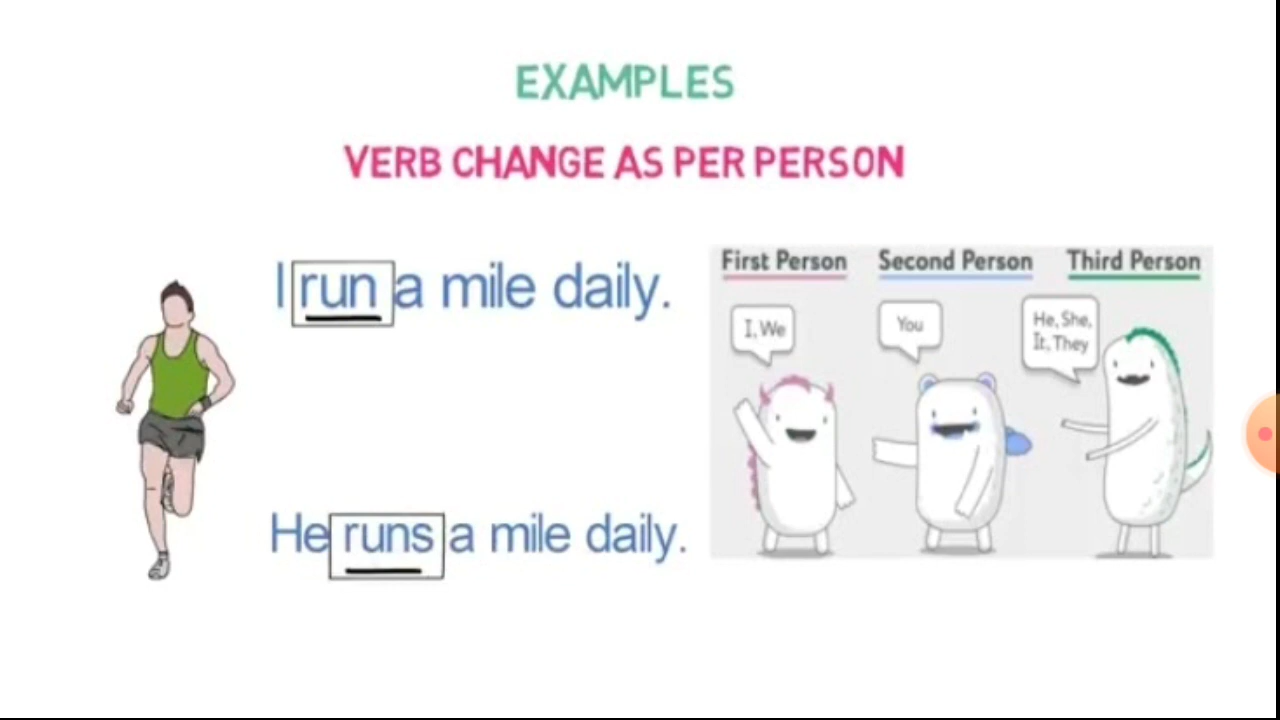 EXAMPLES
VERB CHANGE AS PER PERSON
I run a mile daily.
He runs a mile daily.
First Person
I, We
Second Person
You
Third Person
He, She,
It, They